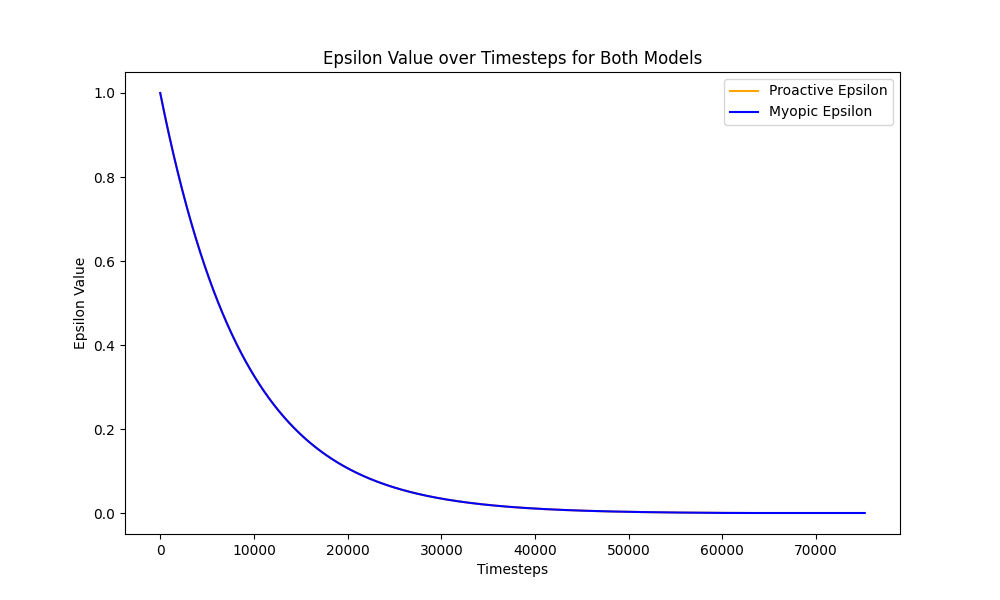 Epsilon Value over Timesteps for Both Models
Proactive Epsilon
Myopic Epsilon
Epsilon Value
1.0
0.8
0.6
0.4
0.2
0.0
0 10000 20000 30000 40000 50000 60000 70000
Timesteps